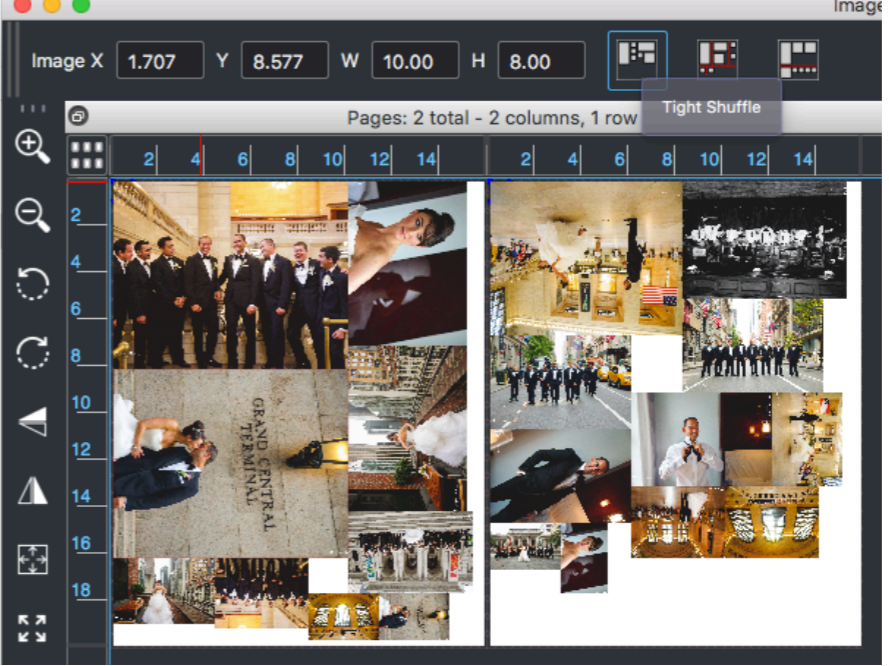 Image
Image X 1.707 Y 8.577 W 10.00 H 8.00
Tight Shuffle
Pages: 2 total - 2 columns, 1 row
2 4 6 8 10 12 14 2 4 6 8 10 12 14
2
4
6
8
10
12
14
16
18
GRAND CENTRAL
TERMINAL